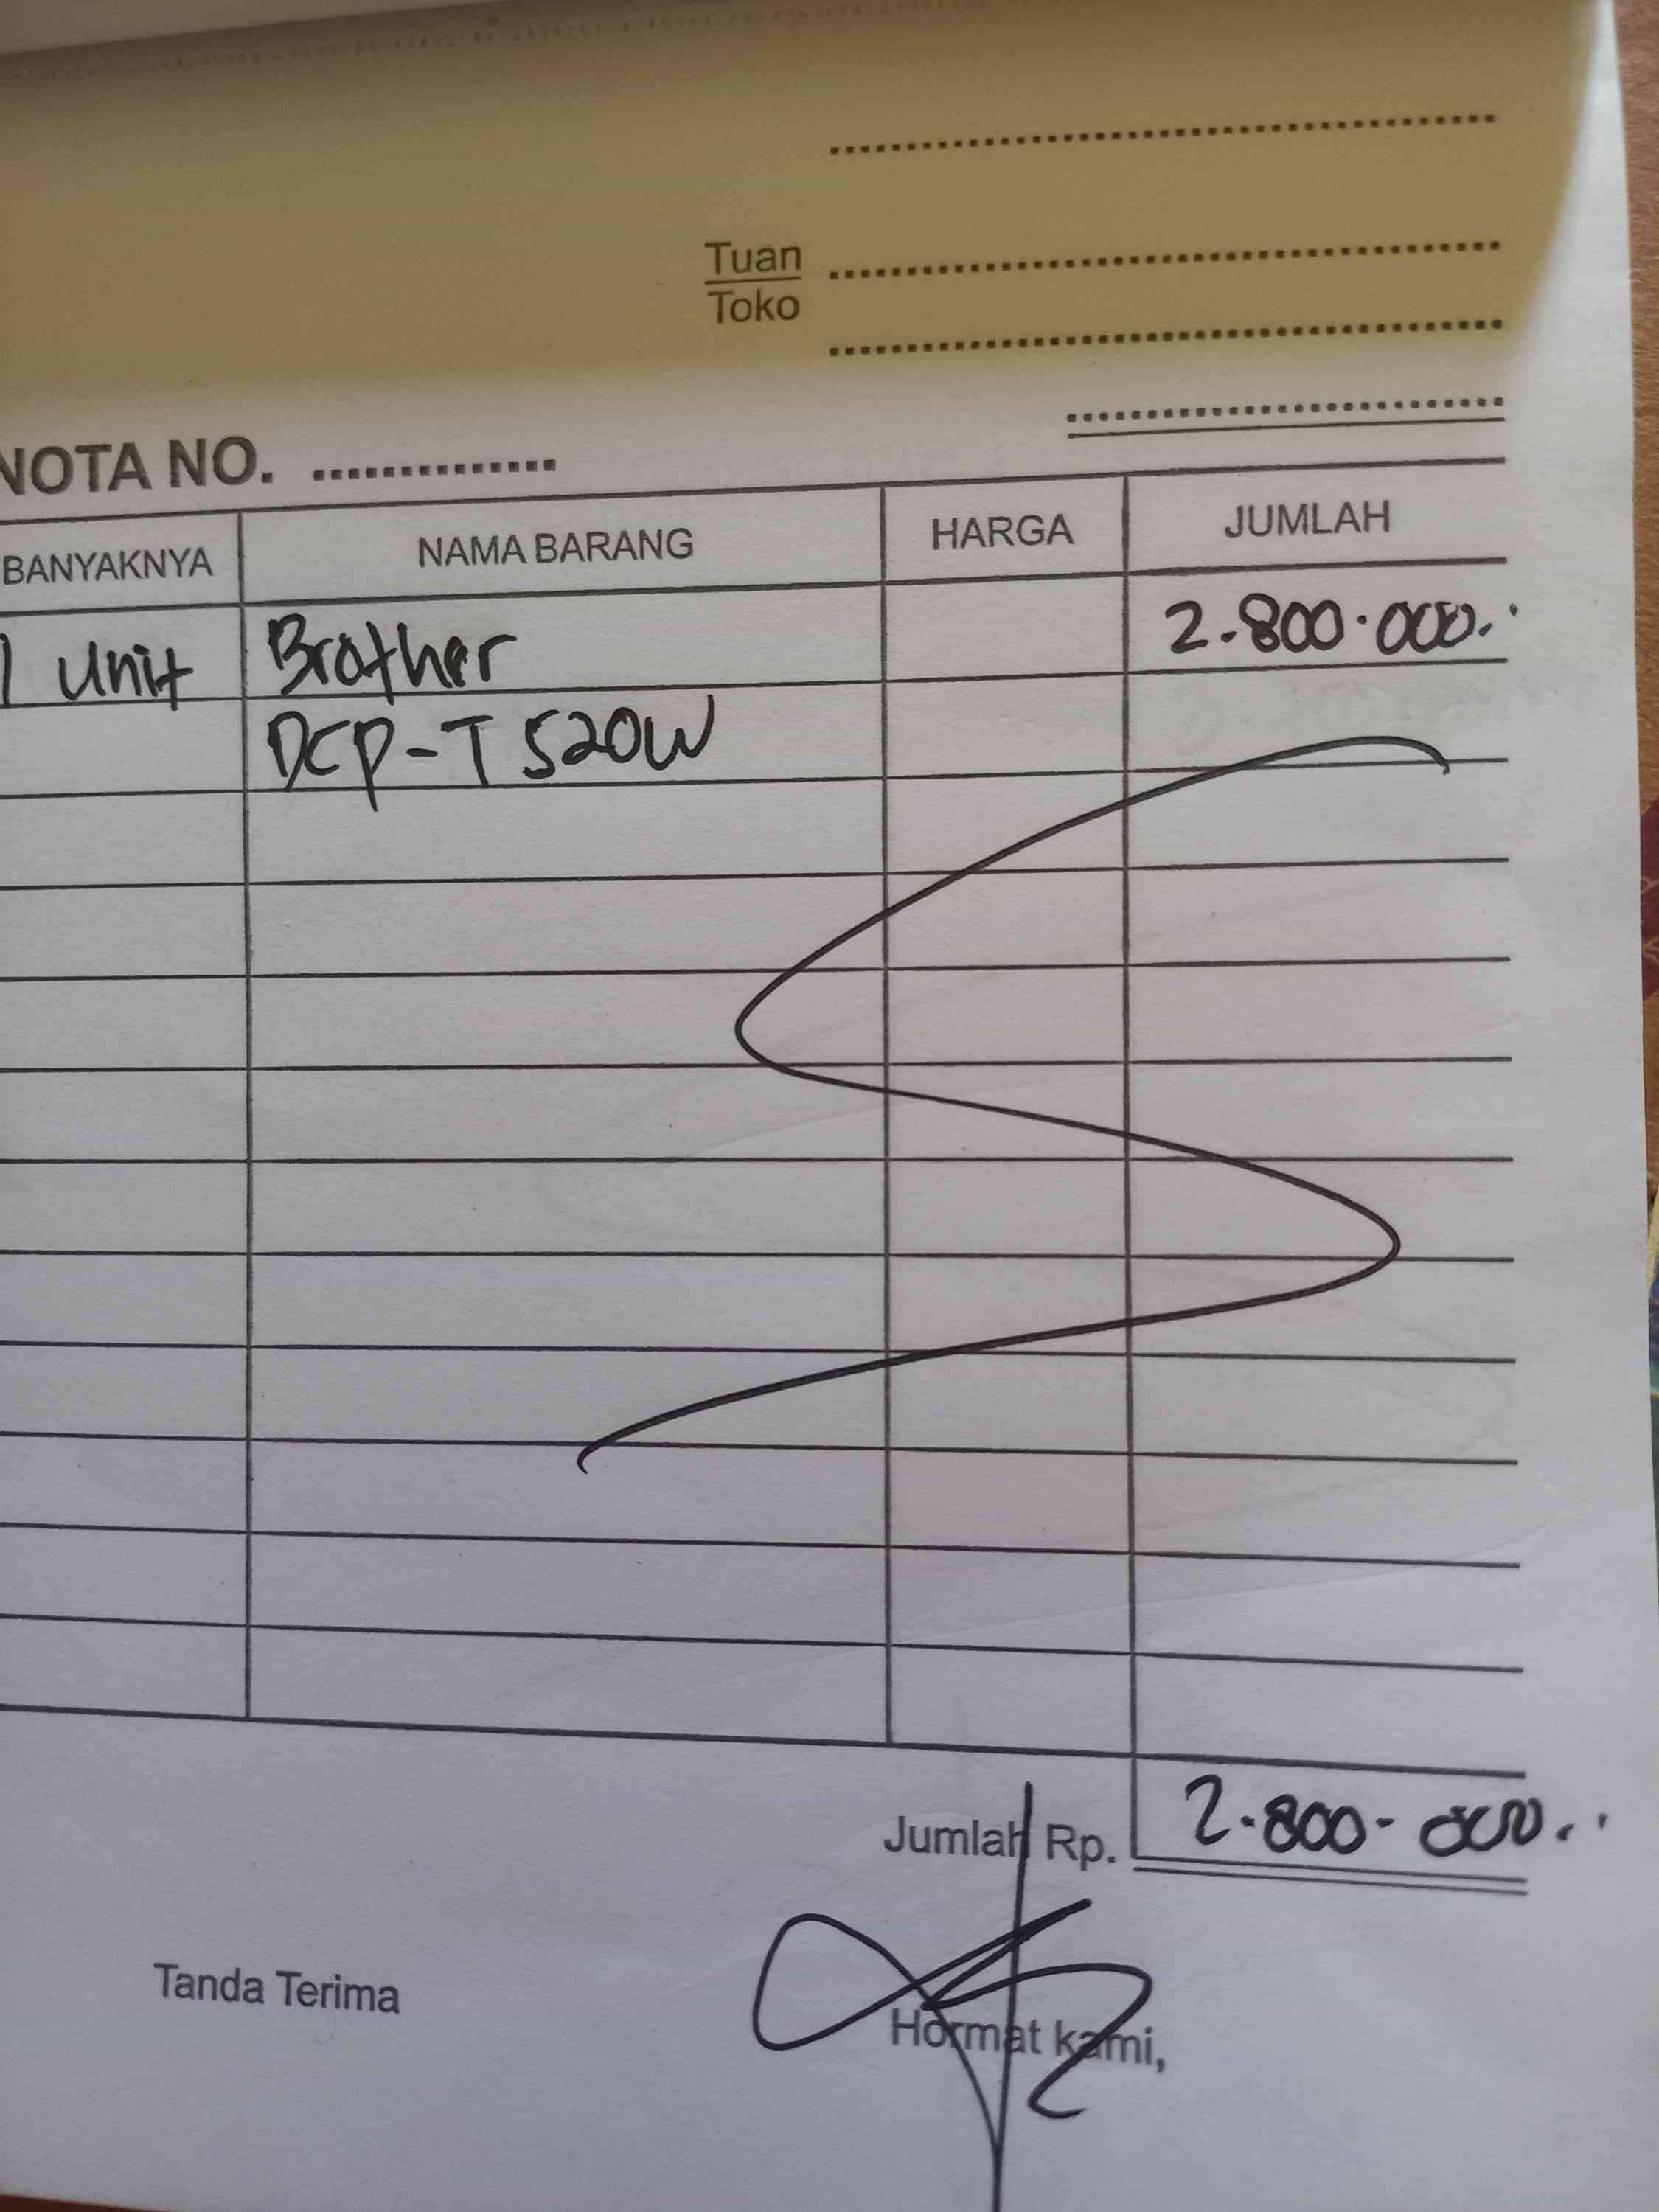 Tuan
Toko
NOTA NO. ..............
BANYAKNYA NAMA BARANG HARGA JUMLAH
1 Unit Brother 2.800.000.-
DCP-T520W
Jumlah Rp. 2.800.000.-
Tanda Terima
Hormat kami,